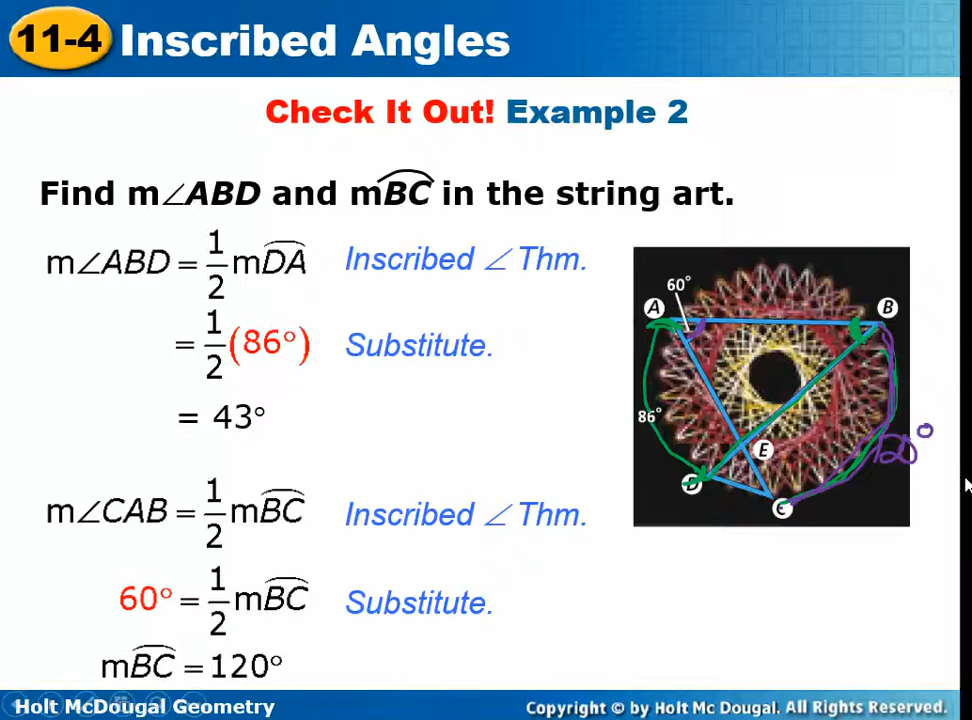 11-4 Inscribed Angles
Check It Out! Example 2
Find m∠ABD and mBC in the string art.
m∠ABD = 1/2 mDA Inscribed ∠ Thm.
= 1/2 (86°) Substitute.
= 43°
m∠CAB = 1/2 mBC Inscribed ∠ Thm.
60° = 1/2 mBC Substitute.
mBC = 120°
60°
A B
86°
E
D
C
Holt McDougal Geometry
Copyright © by Holt Mc Dougal. All Rights Reserved.